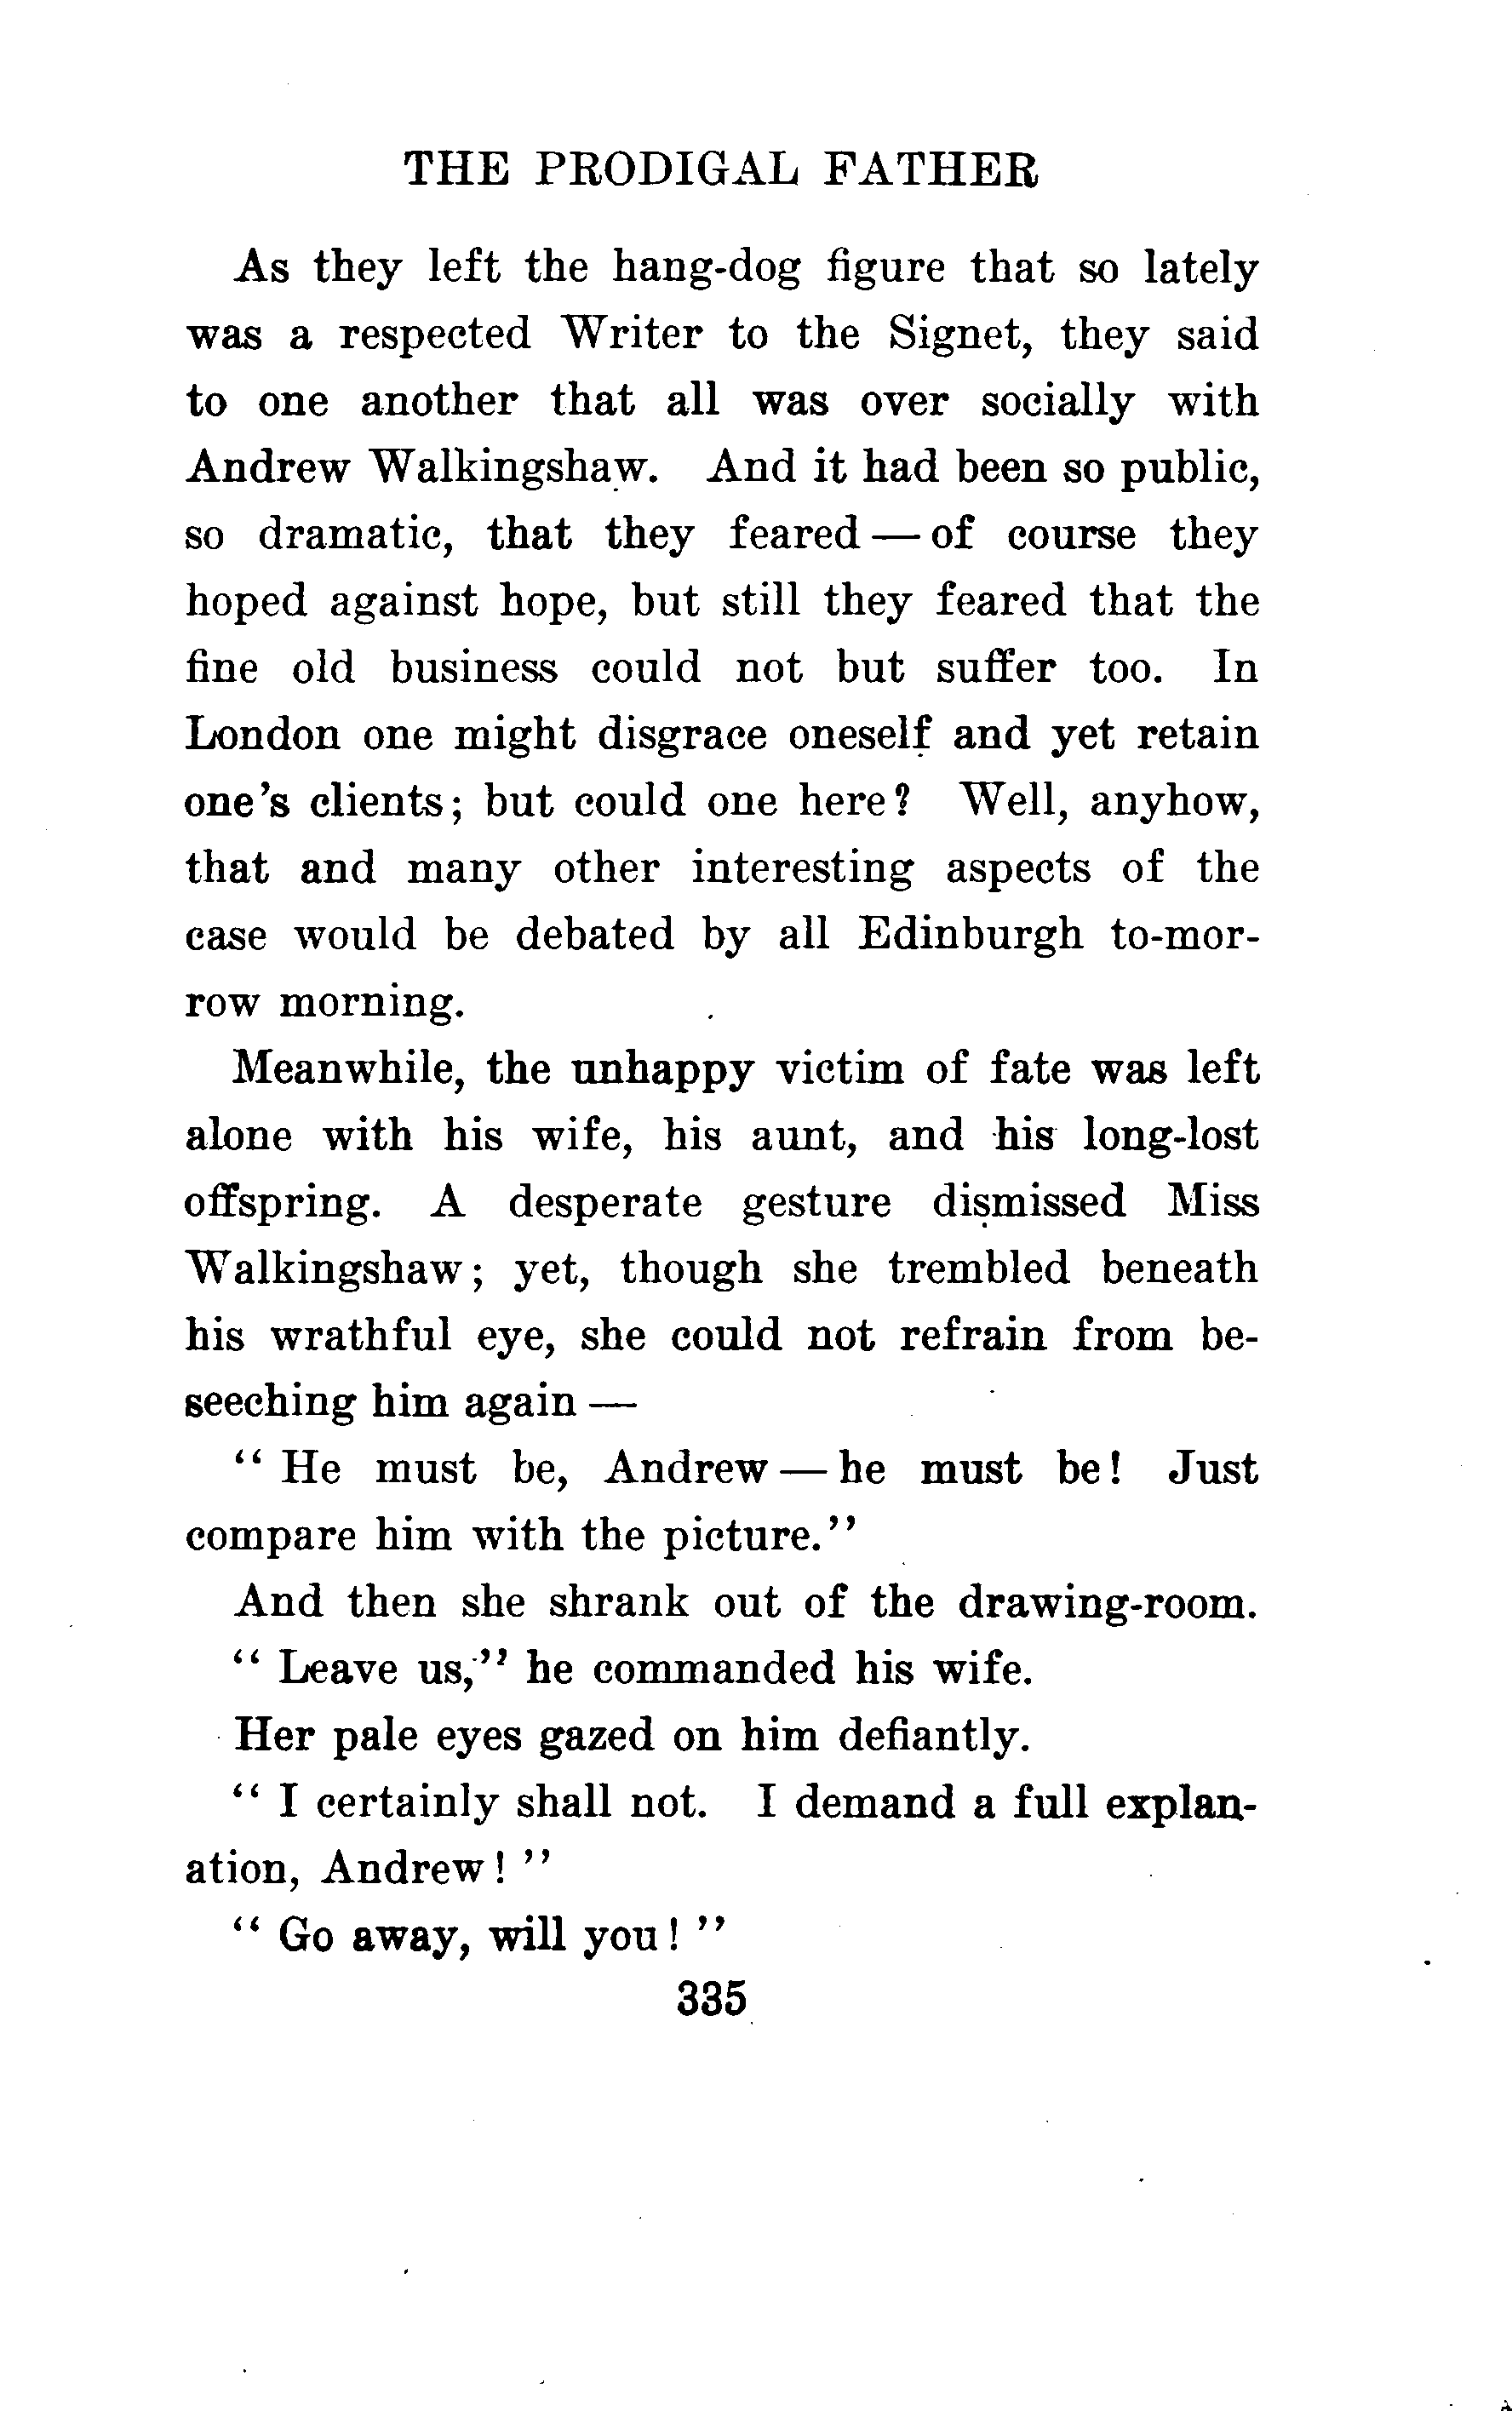 THE PRODIGAL FATHER
As they left the hang-dog figure that so lately
was a respected Writer to the Signet, they said
to one another that all was over socially with
Andrew Walkingshaw. And it had been so public,
so dramatic, that they feared — of course they
hoped against hope, but still they feared that the
fine old business could not but suffer too. In
London one might disgrace oneself and yet retain
one's clients; but could one here? Well, anyhow,
that and many other interesting aspects of the
case would be debated by all Edinburgh to-mor-
row morning.
Meanwhile, the unhappy victim of fate was left
alone with his wife, his aunt, and his long-lost
offspring. A desperate gesture dismissed Miss
Walkingshaw; yet, though she trembled beneath
his wrathful eye, she could not refrain from be-
seeching him again —
"He must be, Andrew — he must be! Just
compare him with the picture."
And then she shrank out of the drawing-room.
"Leave us," he commanded his wife.
Her pale eyes gazed on him defiantly.
"I certainly shall not. I demand a full explan-
ation, Andrew!"
"Go away, will you!"
335